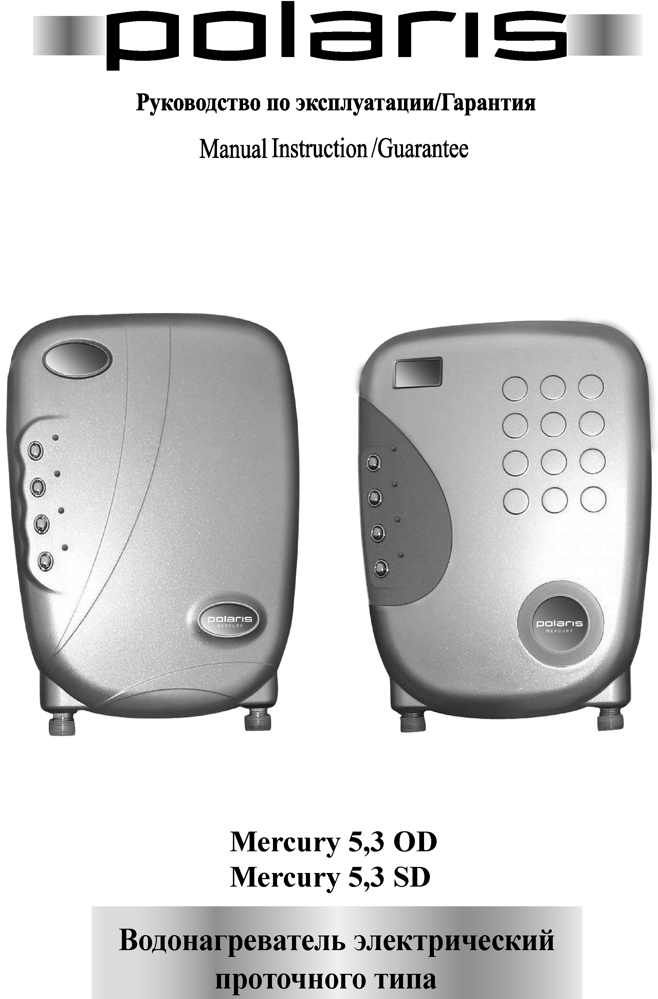 polaris
Руководство по эксплуатации/Гарантия
Manual Instruction /Guarantee
polaris
MERCURY
polaris
MERCURY
Mercury 5,3 OD
Mercury 5,3 SD
Водонагреватель электрический
проточного типа